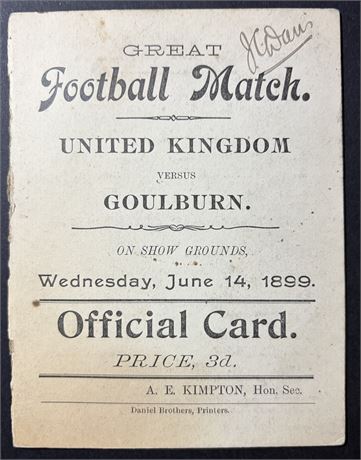 GREAT
Football Match.
UNITED KINGDOM
VERSUS
GOULBURN.
ON SHOW GROUNDS,
Wednesday, June 14, 1899.
Official Card.
PRICE, 3d.
A. E. KIMPTON, Hon. Sec.
Daniel Brothers, Printers.